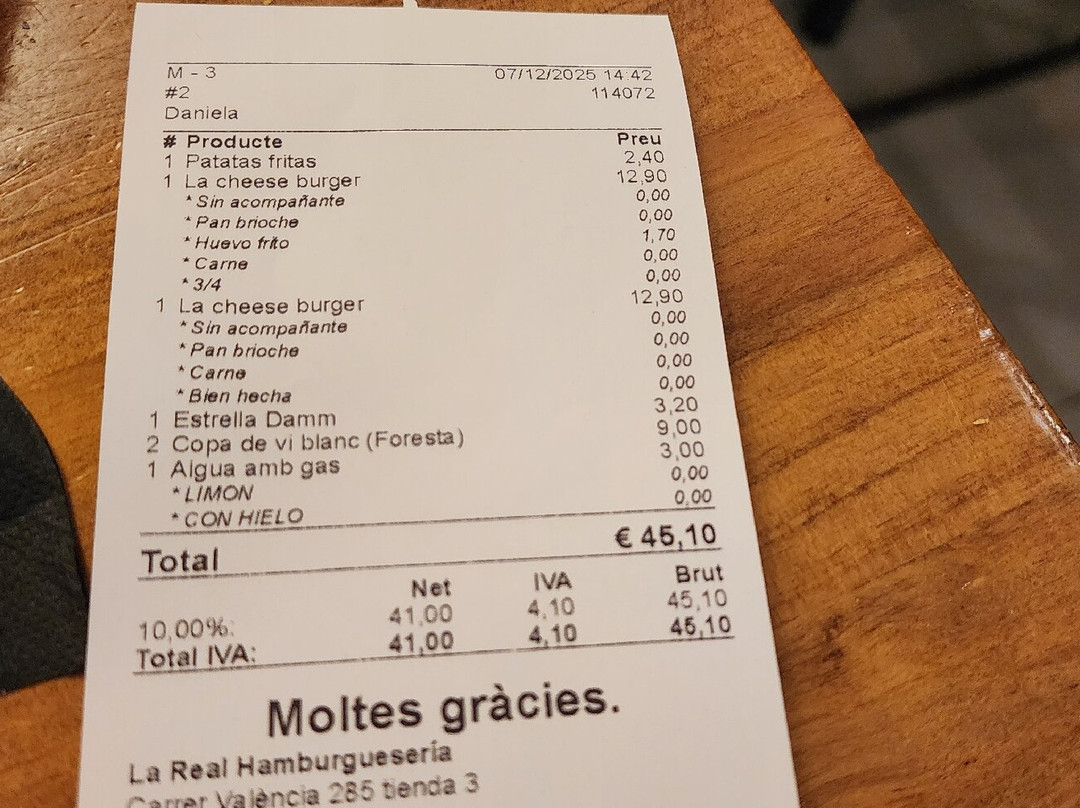 M - 3 07/12/2025 14:42
#2 114072
Daniela
# Producte Preu
1 Patatas fritas 2,40
1 La cheese burger 12,90
* Sin acompañante 0,00
* Pan brioche 0,00
* Huevo frito 1,70
* Carne 0,00
* 3/4 0,00
1 La cheese burger 12,90
* Sin acompañante 0,00
* Pan brioche 0,00
* Carne 0,00
* Bien hecha 0,00
1 Estrella Damm 3,20
2 Copa de vi blanc (Foresta) 9,00
1 Aigua amb gas 3,00
* LIMON 0,00
* CON HIELO 0,00
Total € 45,10
Net IVA Brut
10,00%: 41,00 4,10 45,10
Total IVA: 41,00 4,10 45,10
Moltes gràcies.
La Real Hamburguesería
Carrer València 285 tienda 3